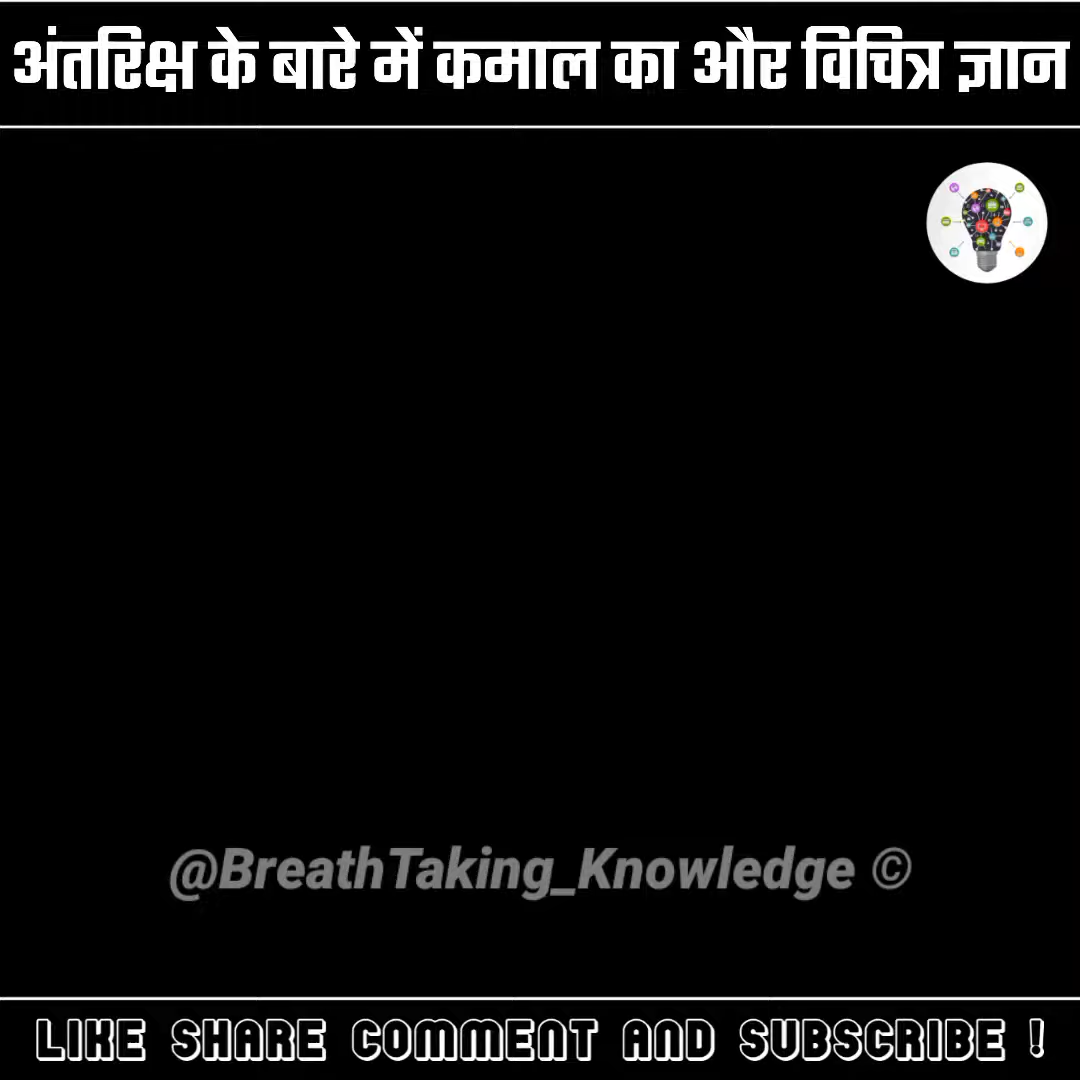 अंतरिक्ष के बारे में कमाल का और विचित्र ज्ञान
@BreathTaking_Knowledge ©
LIKE SHARE COMMENT AND SUBSCRIBE !